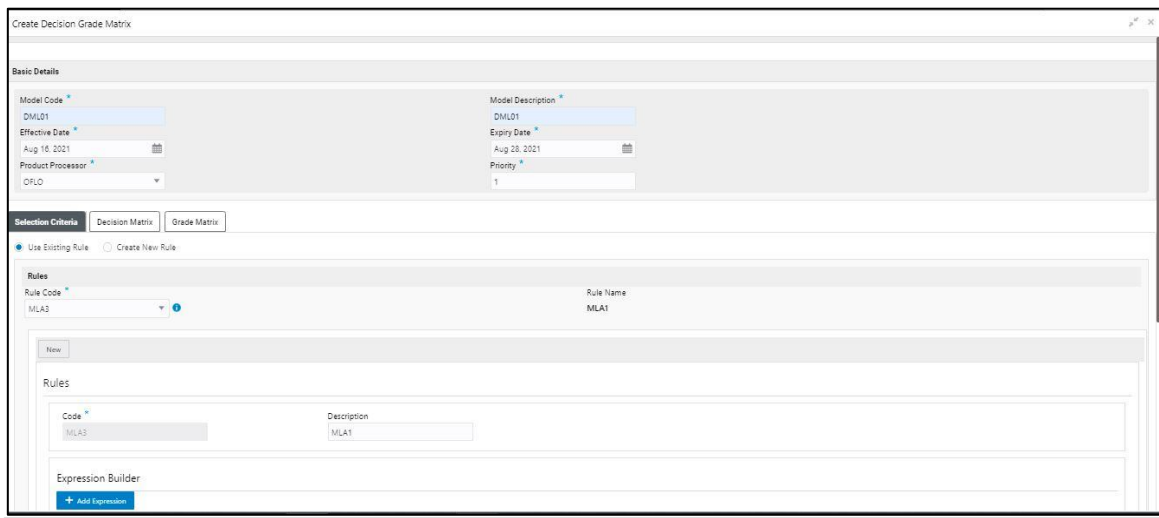 Create Decision Grade Matrix
Basic Details
Model Code * Model Description *
DML01 DML01
Effective Date * Expiry Date *
Aug 16, 2021 Aug 28, 2021
Product Processor * Priority *
OFLO 1
Selection Criteria Decision Matrix Grade Matrix
Use Existing Rule Create New Rule
Rules
Rule Code * Rule Name
MLA3 MLA1
New
Rules
Code * Description
MLA3 MLA1
Expression Builder
+ Add Expression